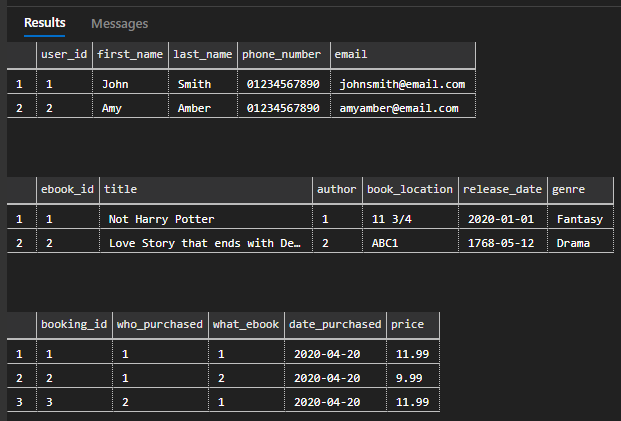 Results Messages
user_id first_name last_name phone_number email
1 1 John Smith 01234567890 johnsmith@email.com
2 2 Amy Amber 01234567890 amyamber@email.com
ebook_id title author book_location release_date genre
1 1 Not Harry Potter 1 11 3/4 2020-01-01 Fantasy
2 2 Love Story that ends with De… 2 ABC1 1768-05-12 Drama
booking_id who_purchased what_ebook date_purchased price
1 1 1 1 2020-04-20 11.99
2 2 1 2 2020-04-20 9.99
3 3 2 1 2020-04-20 11.99